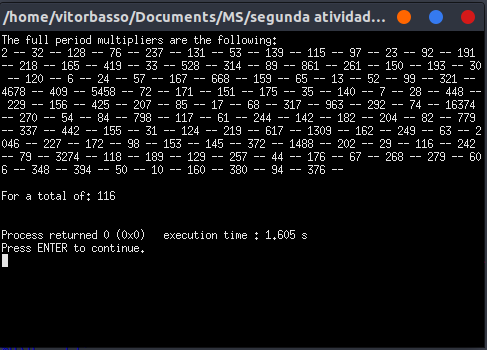 /home/vitorbasso/Documents/MS/segunda atividad...
The full period multipliers are the following:
2 -- 32 -- 128 -- 76 -- 237 -- 131 -- 53 -- 139 -- 115 -- 97 -- 23 -- 92 -- 191
-- 218 -- 165 -- 419 -- 33 -- 528 -- 314 -- 89 -- 861 -- 261 -- 150 -- 193 -- 30
-- 120 -- 6 -- 24 -- 57 -- 167 -- 668 -- 159 -- 65 -- 13 -- 52 -- 99 -- 321 --
4678 -- 409 -- 5458 -- 72 -- 171 -- 151 -- 175 -- 35 -- 140 -- 7 -- 28 -- 448 --
229 -- 156 -- 425 -- 207 -- 85 -- 17 -- 68 -- 317 -- 963 -- 292 -- 74 -- 16374
-- 270 -- 54 -- 84 -- 798 -- 117 -- 61 -- 244 -- 142 -- 182 -- 204 -- 82 -- 779
-- 337 -- 442 -- 155 -- 31 -- 124 -- 219 -- 617 -- 1309 -- 162 -- 249 -- 63 -- 2
046 -- 227 -- 172 -- 98 -- 153 -- 145 -- 372 -- 1488 -- 202 -- 29 -- 116 -- 242
-- 79 -- 3274 -- 118 -- 189 -- 129 -- 257 -- 44 -- 176 -- 67 -- 268 -- 279 -- 60
6 -- 348 -- 394 -- 50 -- 10 -- 160 -- 380 -- 94 -- 376 --
For a total of: 116
Process returned 0 (0x0)   execution time : 1.605 s
Press ENTER to continue.